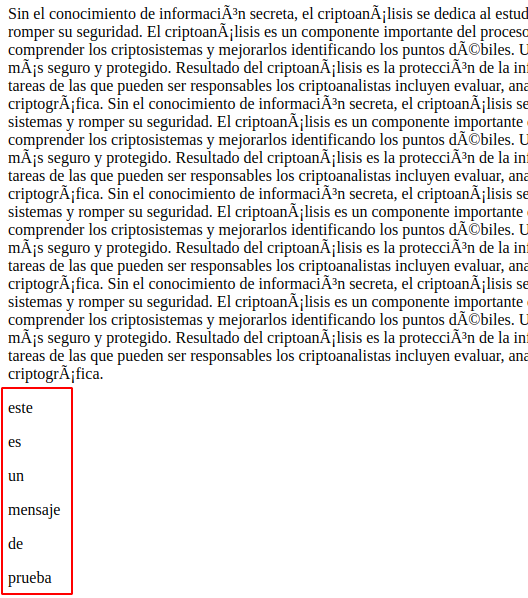 Sin el conocimiento de informaciÃ³n secreta, el criptoanÃ¡lisis se dedica al estud
romper su seguridad. El criptoanÃ¡lisis es un componente importante del proceso
comprender los criptosistemas y mejorarlos identificando los puntos dÃ©biles. U
mÃ¡s seguro y protegido. Resultado del criptoanÃ¡lisis es la protecciÃ³n de la inf
tareas de las que pueden ser responsables los criptoanalistas incluyen evaluar, ana
criptogrÃ¡fica. Sin el conocimiento de informaciÃ³n secreta, el criptoanÃ¡lisis se
sistemas y romper su seguridad. El criptoanÃ¡lisis es un componente importante
comprender los criptosistemas y mejorarlos identificando los puntos dÃ©biles. U
mÃ¡s seguro y protegido. Resultado del criptoanÃ¡lisis es la protecciÃ³n de la inf
tareas de las que pueden ser responsables los criptoanalistas incluyen evaluar, ana
criptogrÃ¡fica. Sin el conocimiento de informaciÃ³n secreta, el criptoanÃ¡lisis se
sistemas y romper su seguridad. El criptoanÃ¡lisis es un componente importante
comprender los criptosistemas y mejorarlos identificando los puntos dÃ©biles. U
mÃ¡s seguro y protegido. Resultado del criptoanÃ¡lisis es la protecciÃ³n de la inf
tareas de las que pueden ser responsables los criptoanalistas incluyen evaluar, ana
criptogrÃ¡fica. Sin el conocimiento de informaciÃ³n secreta, el criptoanÃ¡lisis se
sistemas y romper su seguridad. El criptoanÃ¡lisis es un componente importante
comprender los criptosistemas y mejorarlos identificando los puntos dÃ©biles. U
mÃ¡s seguro y protegido. Resultado del criptoanÃ¡lisis es la protecciÃ³n de la inf
tareas de las que pueden ser responsables los criptoanalistas incluyen evaluar, ana
criptogrÃ¡fica.
este
es
un
mensaje
de
prueba